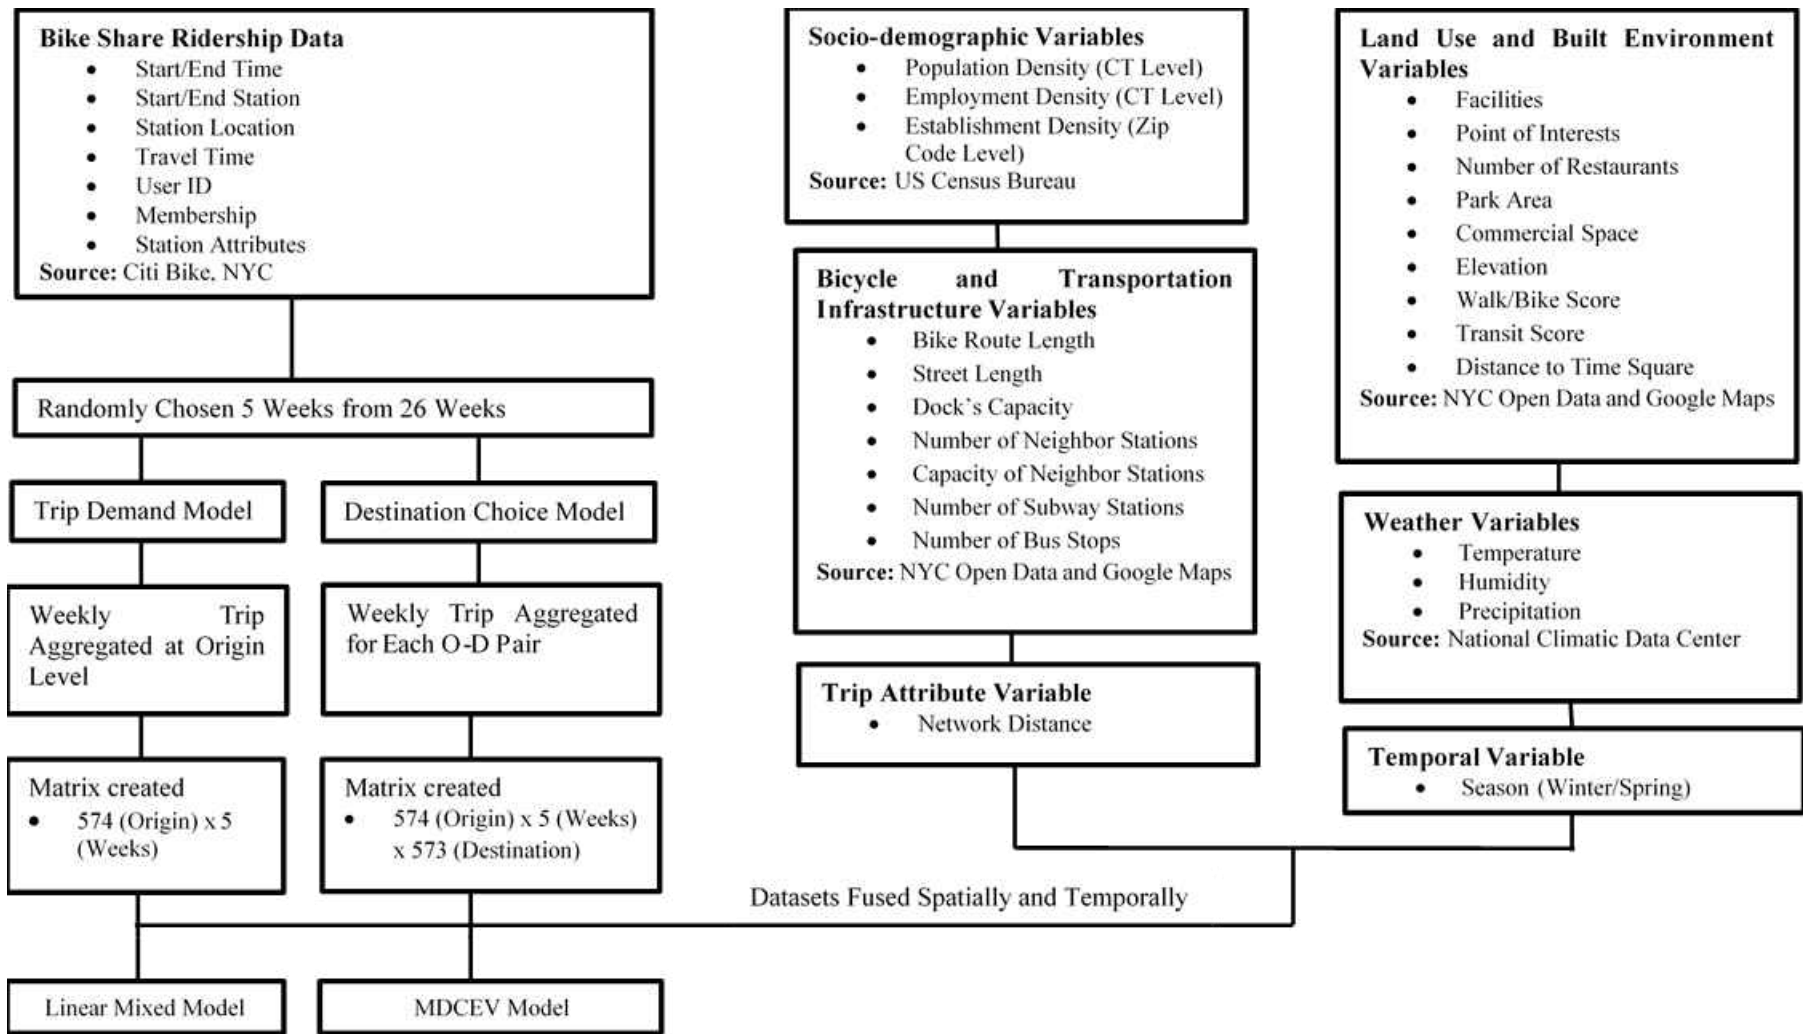 Bike Share Ridership Data
• Start/End Time
• Start/End Station
• Station Location
• Travel Time
• User ID
• Membership
• Station Attributes
Source: Citi Bike, NYC
Randomly Chosen 5 Weeks from 26 Weeks
Trip Demand Model
Destination Choice Model
Weekly Trip
Aggregated at Origin
Level
Weekly Trip Aggregated
for Each O-D Pair
Matrix created
• 574 (Origin) x 5
(Weeks)
Matrix created
• 574 (Origin) x 5 (Weeks)
x 573 (Destination)
Linear Mixed Model
MDCEV Model
Socio-demographic Variables
• Population Density (CT Level)
• Employment Density (CT Level)
• Establishment Density (Zip
Code Level)
Source: US Census Bureau
Bicycle and Transportation
Infrastructure Variables
• Bike Route Length
• Street Length
• Dock's Capacity
• Number of Neighbor Stations
• Capacity of Neighbor Stations
• Number of Subway Stations
• Number of Bus Stops
Source: NYC Open Data and Google Maps
Trip Attribute Variable
• Network Distance
Land Use and Built Environment
Variables
• Facilities
• Point of Interests
• Number of Restaurants
• Park Area
• Commercial Space
• Elevation
• Walk/Bike Score
• Transit Score
• Distance to Time Square
Source: NYC Open Data and Google Maps
Weather Variables
• Temperature
• Humidity
• Precipitation
Source: National Climatic Data Center
Temporal Variable
• Season (Winter/Spring)
Datasets Fused Spatially and Temporally